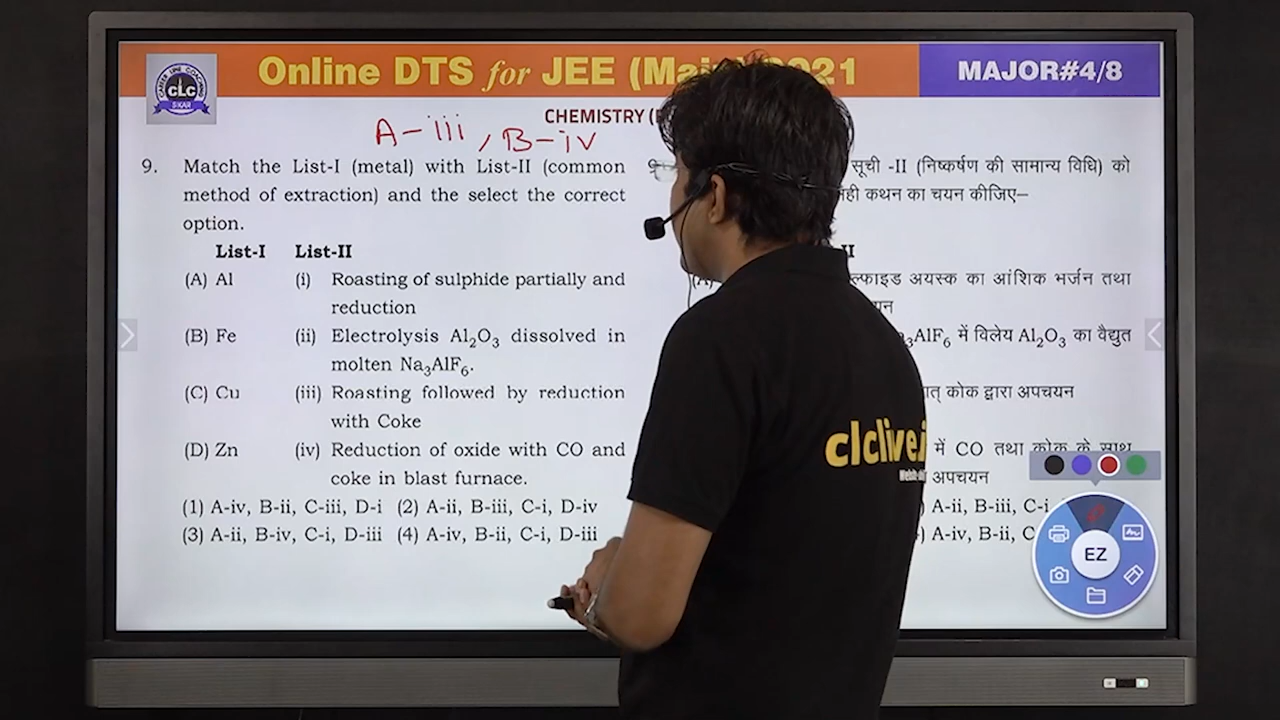 Online DTS for JEE (Main) 2021
MAJOR#4/8
CLC
SIKAR
CHEMISTRY
A-iii, B-iv
9. Match the List-I (metal) with List-II (common
method of extraction) and the select the correct
option.
List-I List-II
(A) Al (i) Roasting of sulphide partially and
reduction
(B) Fe (ii) Electrolysis Al₂O₃ dissolved in
molten Na₃AlF₆.
(C) Cu (iii) Roasting followed by reduction
with Coke
(D) Zn (iv) Reduction of oxide with CO and
coke in blast furnace.
(1) A-iv, B-ii, C-iii, D-i (2) A-ii, B-iii, C-i, D-iv
(3) A-ii, B-iv, C-i, D-iii (4) A-iv, B-ii, C-i, D-iii
सूची -II (निष्कर्षण की सामान्य विधि) को
कथन का चयन कीजिए–
अयस्क का आंशिक भर्जन तथा
AlF₆ में विलेय Al₂O₃ का वैद्युत
कोक द्वारा अपचयन
में CO तथा कोक के साथ
अपचयन
A-ii, B-iii, C-i
A-iv, B-ii, C
clclive.i
EZ